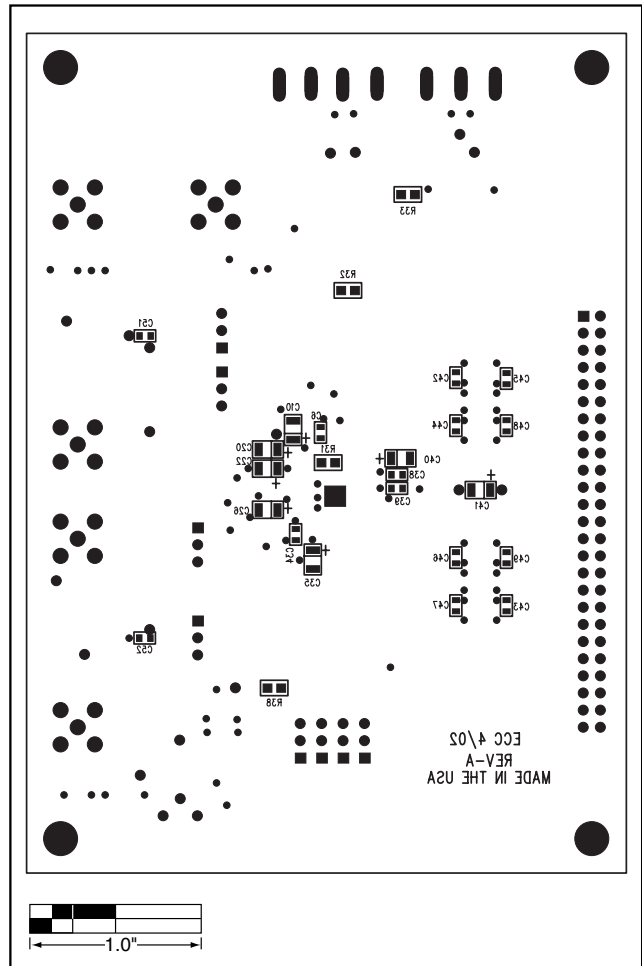 R33
R32
C51
C10
C6
C42
C45
C44
C48
C20
R31
C22
C40
C38
C39
C41
C26
C34
C35
C46
C49
C47
C43
C52
R38
ECC 4/02
REV-A
MADE IN THE USA
1.0"